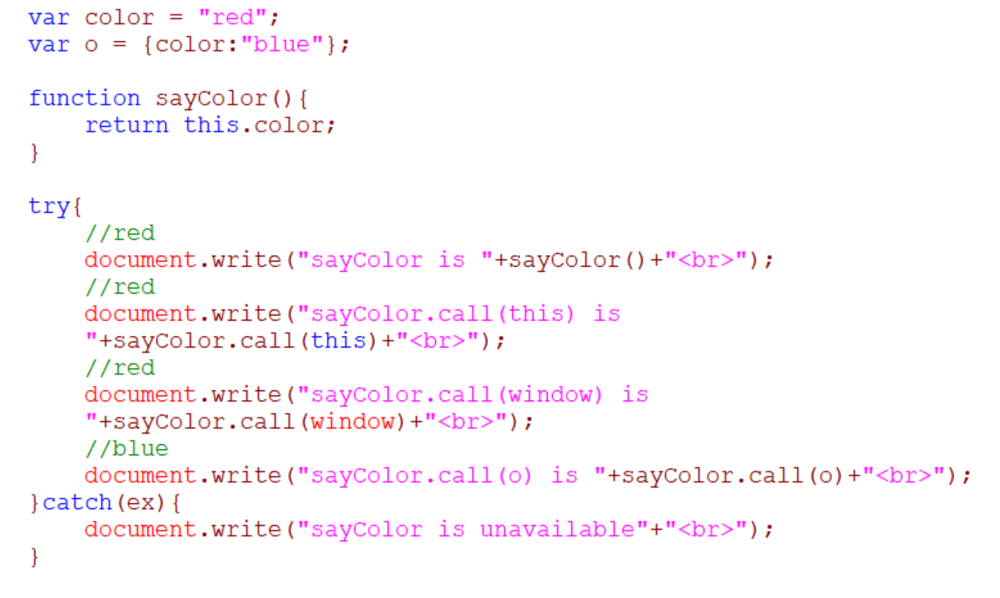 var color = "red";
var o = {color:"blue"};

function sayColor(){
    return this.color;
}

try{
    //red
    document.write("sayColor is "+sayColor()+"<br>");
    //red
    document.write("sayColor.call(this) is
    "+sayColor.call(this)+"<br>");
    //red
    document.write("sayColor.call(window) is
    "+sayColor.call(window)+"<br>");
    //blue
    document.write("sayColor.call(o) is "+sayColor.call(o)+"<br>");
}catch(ex){
    document.write("sayColor is unavailable"+"<br>");
}